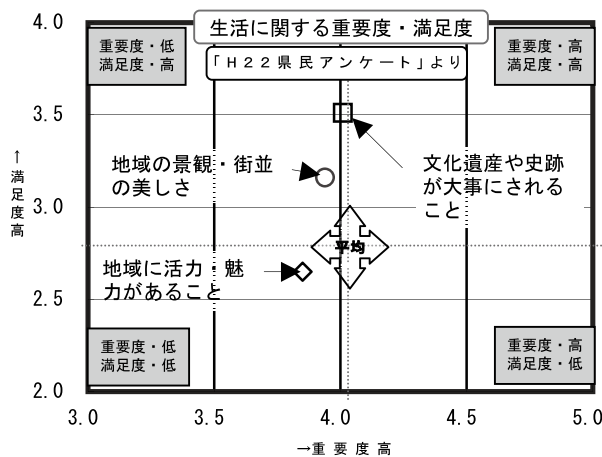 生活に関する重要度・満足度
「H22県民アンケート」より
4.0
重要度・低
満足度・高
重要度・高
満足度・高
3.5
地域の景観・街並
の美しさ
文化遺産や史跡
が大事にされる
こと
↑満足度高
3.0
平均
地域に活力・魅
力があること
2.5
重要度・低
満足度・低
重要度・高
満足度・低
2.0
3.0 3.5 4.0 4.5 5.0
→重要度高